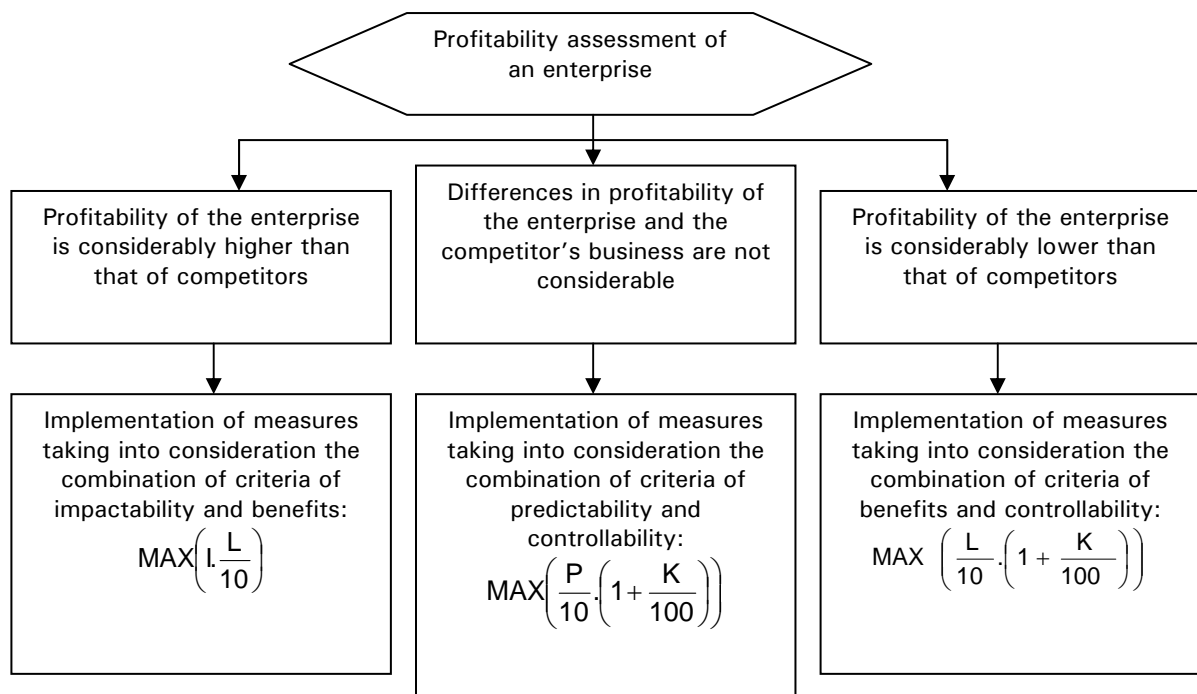 Profitability assessment of
an enterprise
Profitability of the enterprise
is considerably higher than
that of competitors
Differences in profitability of
the enterprise and the
competitor's business are not
considerable
Profitability of the enterprise
is considerably lower than
that of competitors
Implementation of measures
taking into consideration the
combination of criteria of
impactability and benefits:
MAX(I.L/10)
Implementation of measures
taking into consideration the
combination of criteria of
predictability and
controllability:
MAX(P/10.(1+K/100))
Implementation of measures
taking into consideration the
combination of criteria of
benefits and controllability:
MAX (L/10.(1+K/100))